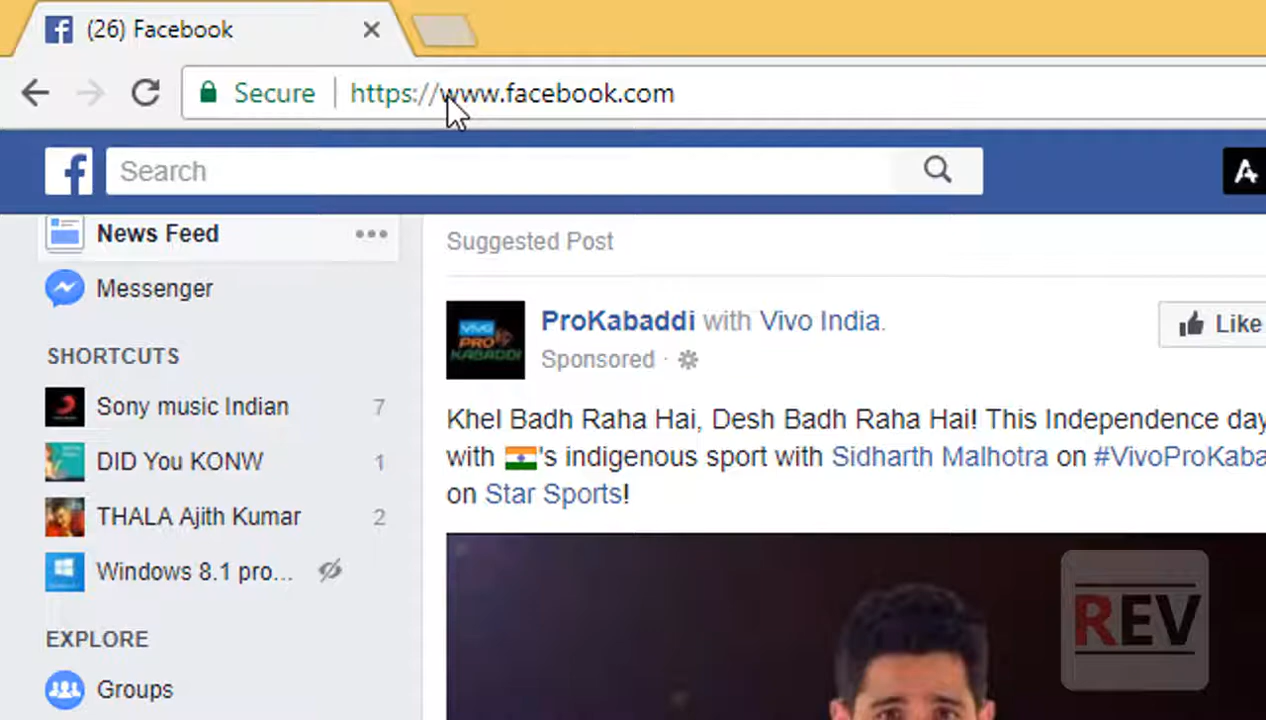 (26) Facebook
Secure
https://www.facebook.com
Search
News Feed
Messenger
SHORTCUTS
Sony music Indian 7
DID You KONW 1
THALA Ajith Kumar 2
Windows 8.1 pro...
EXPLORE
Groups
Suggested Post
VIVO
PRO
KABADDI
ProKabaddi with Vivo India.
Like
Sponsored ·
Khel Badh Raha Hai, Desh Badh Raha Hai! This Independence day
with 🇮🇳's indigenous sport with Sidharth Malhotra on #VivoProKaba
on Star Sports!
REV